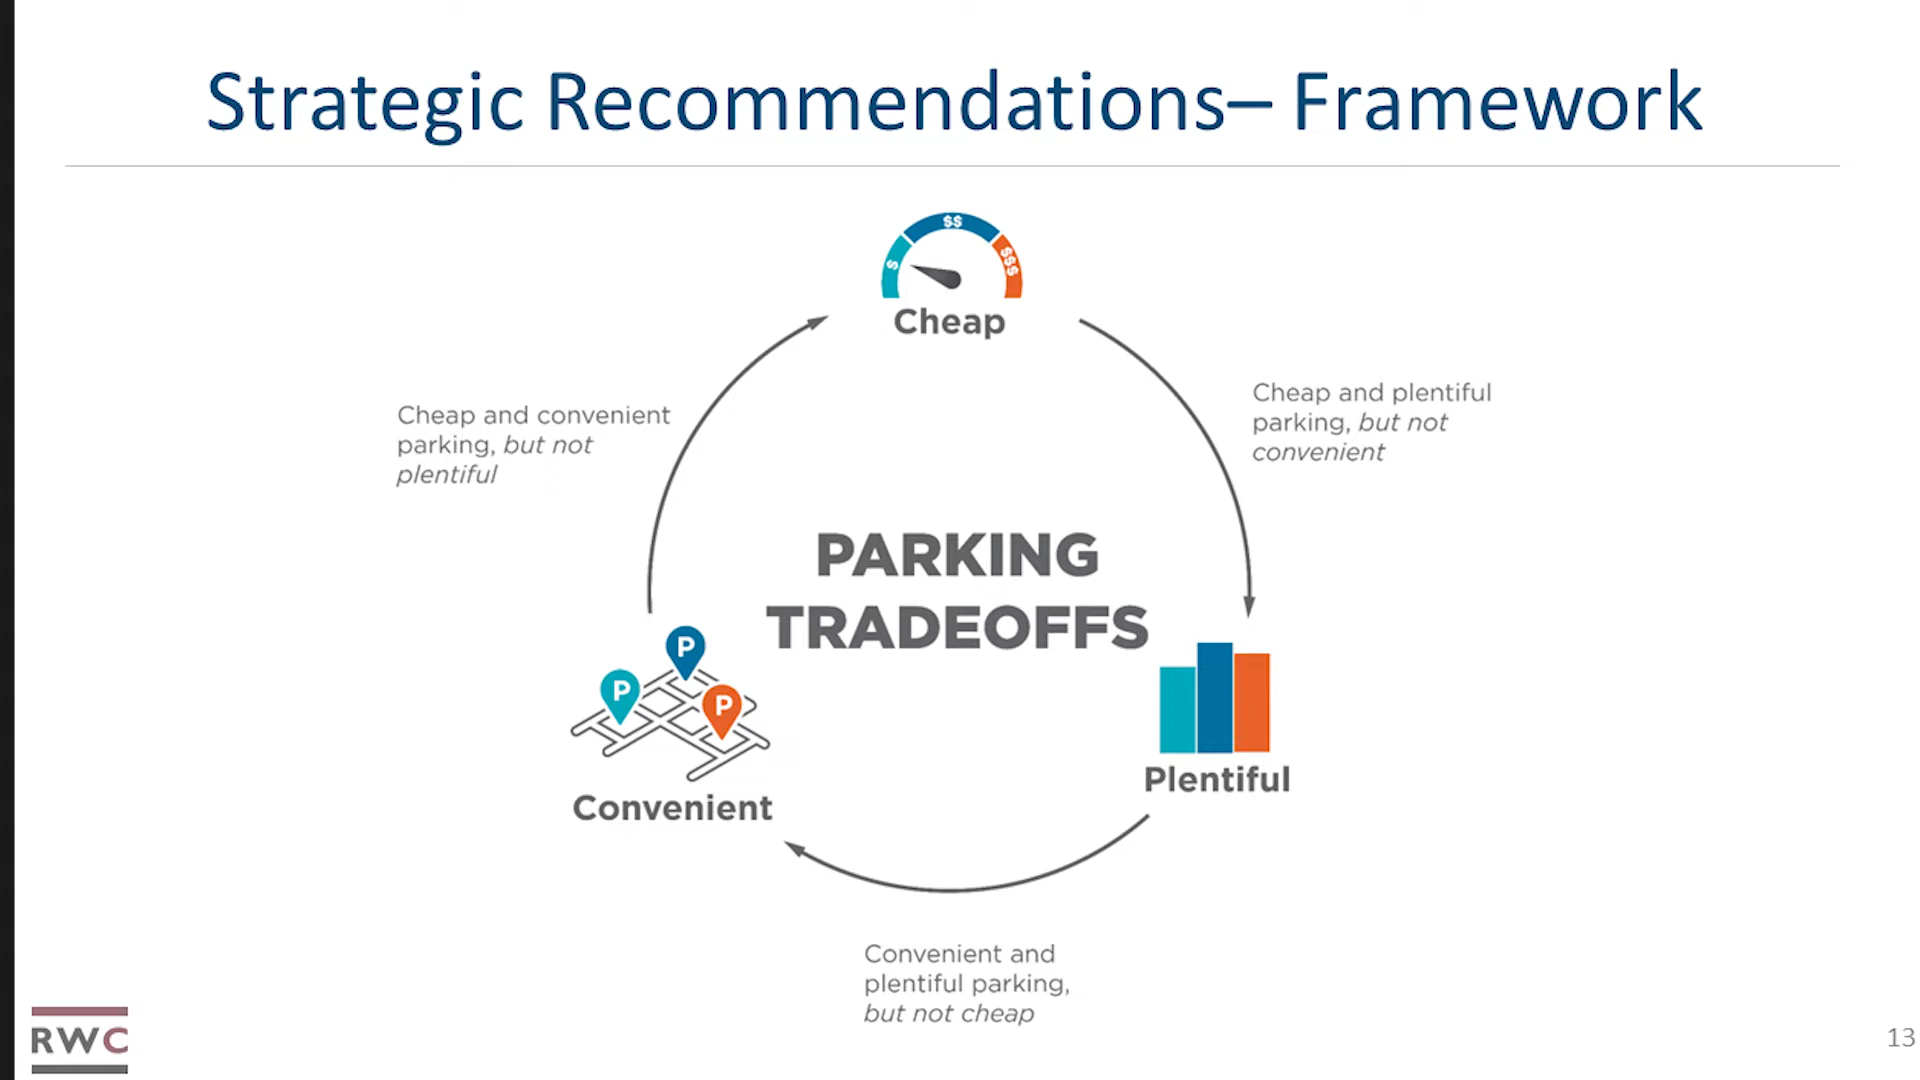 Strategic Recommendations– Framework
$
$$
$$$
Cheap
Cheap and convenient
parking, but not
plentiful
Cheap and plentiful
parking, but not
convenient
PARKING
TRADEOFFS
P
P
P
Convenient
Plentiful
Convenient and
plentiful parking,
but not cheap
RWC
13